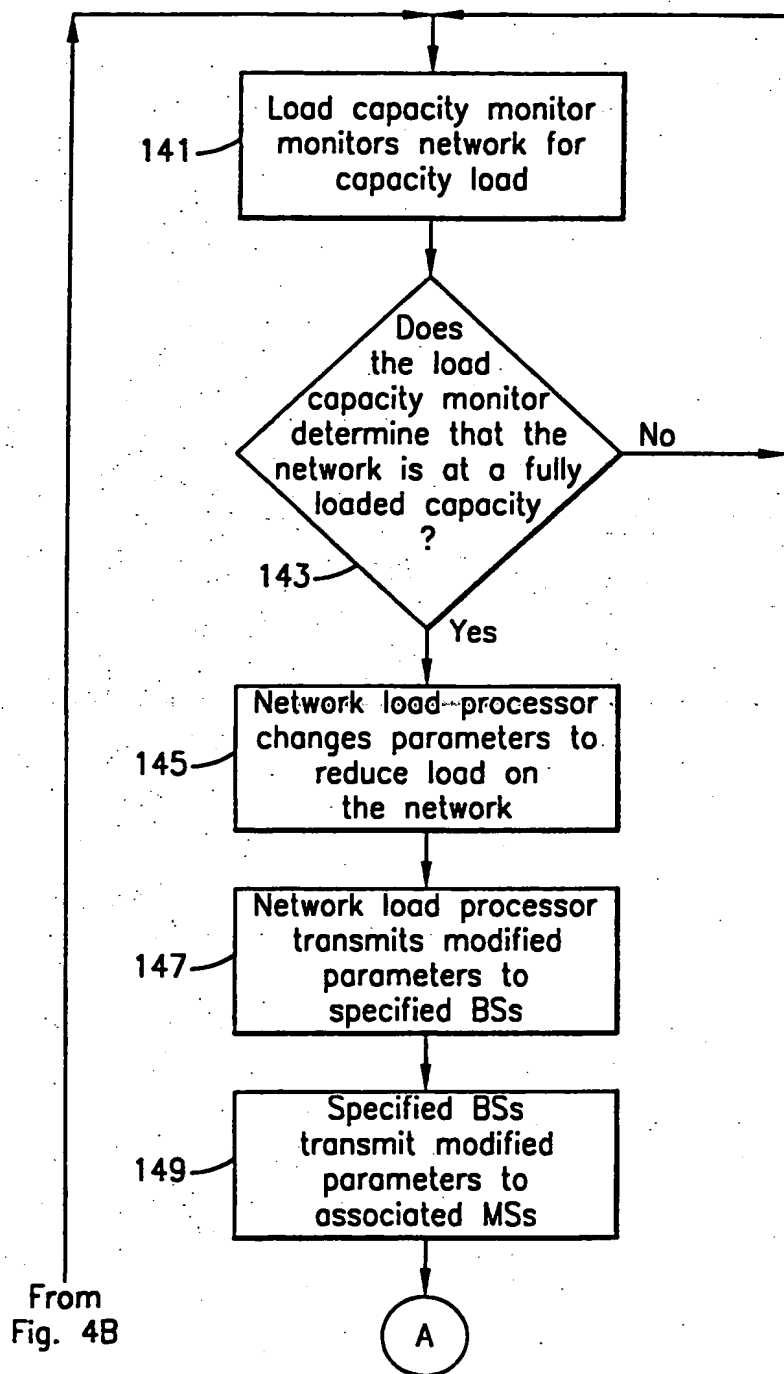 Load capacity monitor
monitors network for
capacity load
141
Does
the load
capacity monitor
determine that the
network is at a fully
loaded capacity
?
No
143
Yes
Network load processor
changes parameters to
reduce load on
the network
145
Network load processor
transmits modified
parameters to
specified BSs
147
Specified BSs
transmit modified
parameters to
associated MSs
149
From
Fig. 4B
A